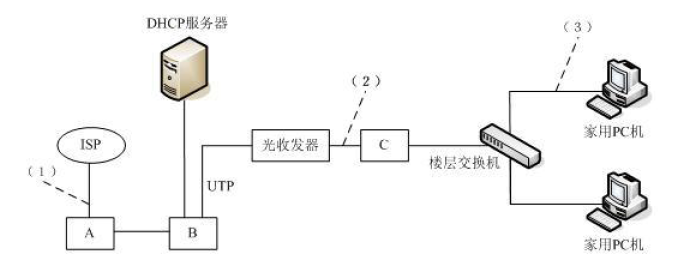 DHCP服务器
（3）
（2）
ISP
光收发器
C
家用PC机
（1）
楼层交换机
UTP
A
B
家用PC机